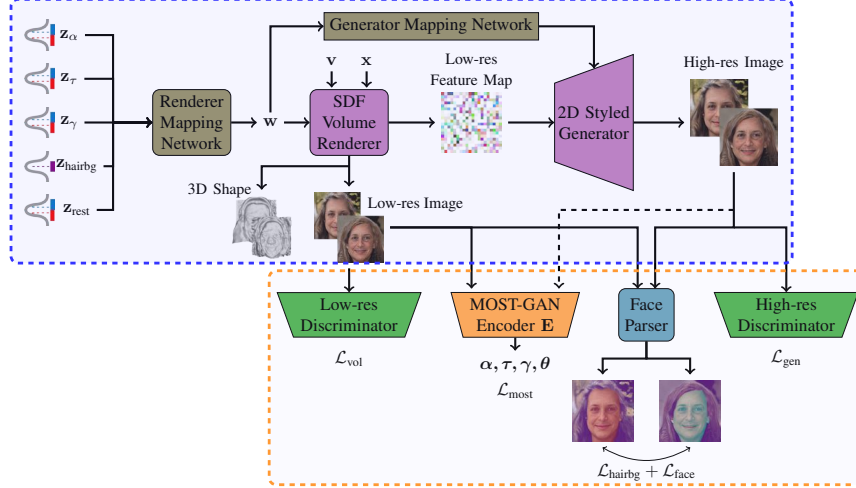 Generator Mapping Network
z_α
z_τ
z_γ
z_hairbg
z_rest
Renderer
Mapping
Network
w
v x
SDF
Volume
Renderer
Low-res
Feature Map
2D Styled
Generator
High-res Image
3D Shape
Low-res Image
Low-res
Discriminator
MOST-GAN
Encoder E
Face
Parser
High-res
Discriminator
ℒ_vol
α, τ, γ, θ
ℒ_most
ℒ_gen
ℒ_hairbg + ℒ_face